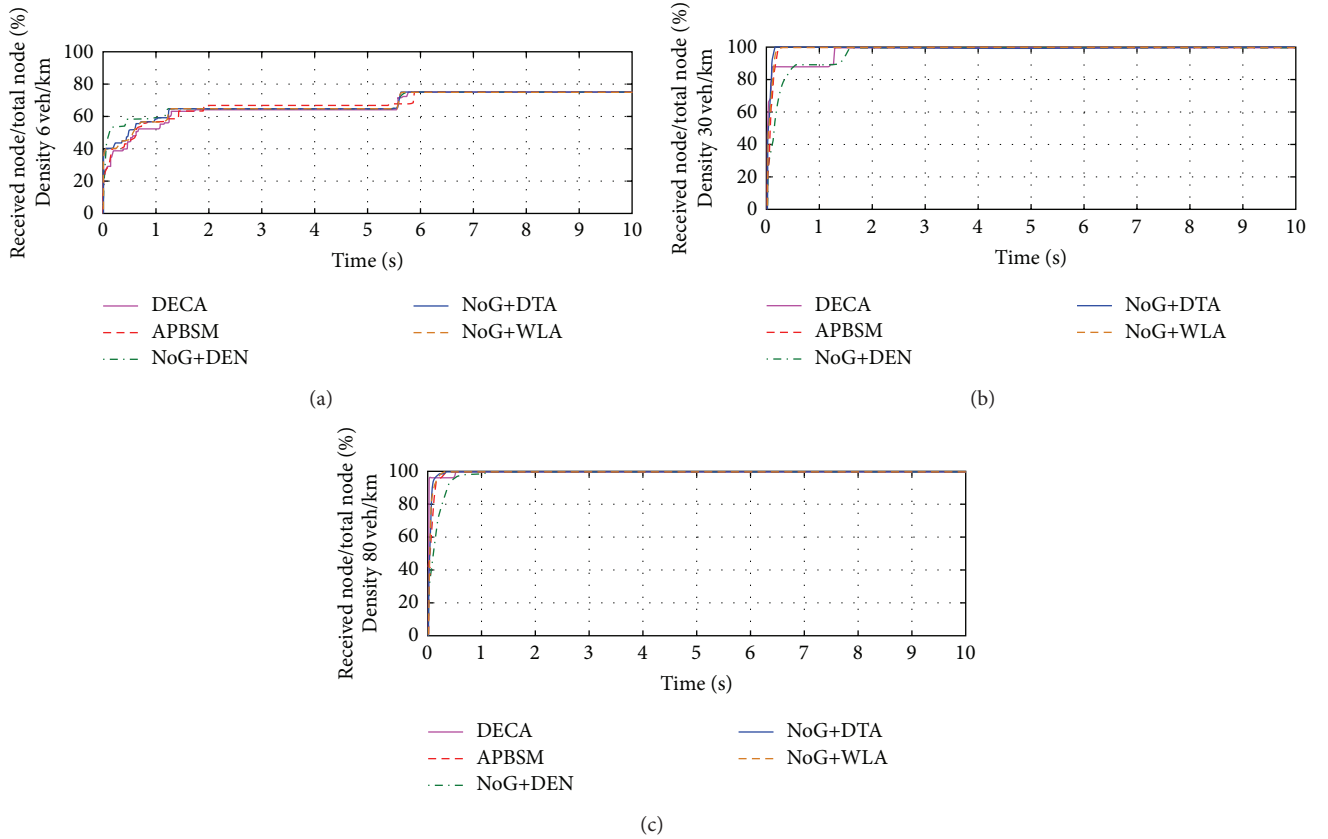 Received node/total node (%)
Density 6 veh/km
100
80
60
40
20
0
0 1 2 3 4 5 6 7 8 9 10
Time (s)
DECA
APBSM
NoG+DEN
NoG+DTA
NoG+WLA
(a)
Received node/total node (%)
Density 30 veh/km
100
80
60
40
20
0
0 1 2 3 4 5 6 7 8 9 10
Time (s)
DECA
APBSM
NoG+DEN
NoG+DTA
NoG+WLA
(b)
Received node/total node (%)
Density 80 veh/km
100
80
60
40
20
0
0 1 2 3 4 5 6 7 8 9 10
Time (s)
DECA
APBSM
NoG+DEN
NoG+DTA
NoG+WLA
(c)